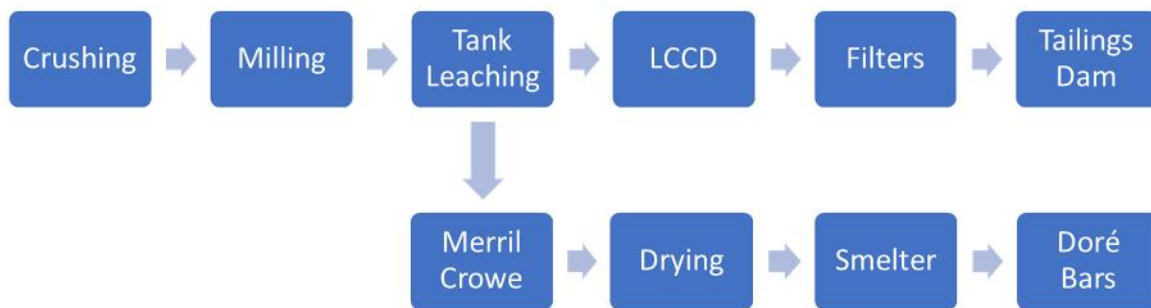 Crushing
Milling
Tank
Leaching
LCCD
Filters
Tailings
Dam
Merril
Crowe
Drying
Smelter
Doré
Bars